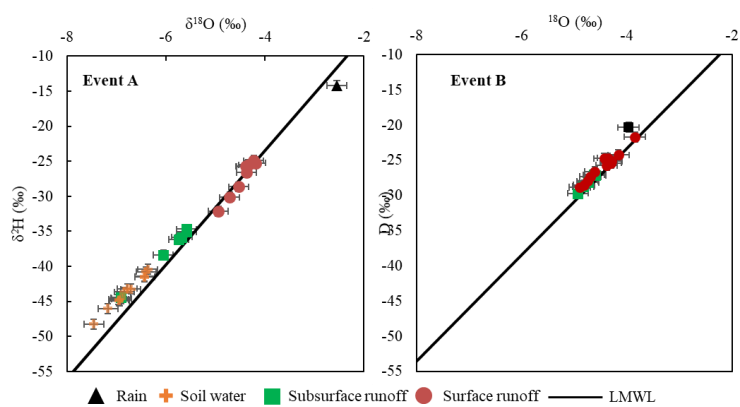 δ¹⁸O (‰)
-8 -6 -4 -2
-10
-15
-20
-25
-30
-35
-40
-45
-50
-55
δ²H (‰)
Event A
¹⁸O (‰)
-8 -6 -4 -2
-10
-15
-20
-25
-30
-35
-40
-45
-50
-55
D (‰)
Event B
Rain Soil water Subsurface runoff Surface runoff LMWL